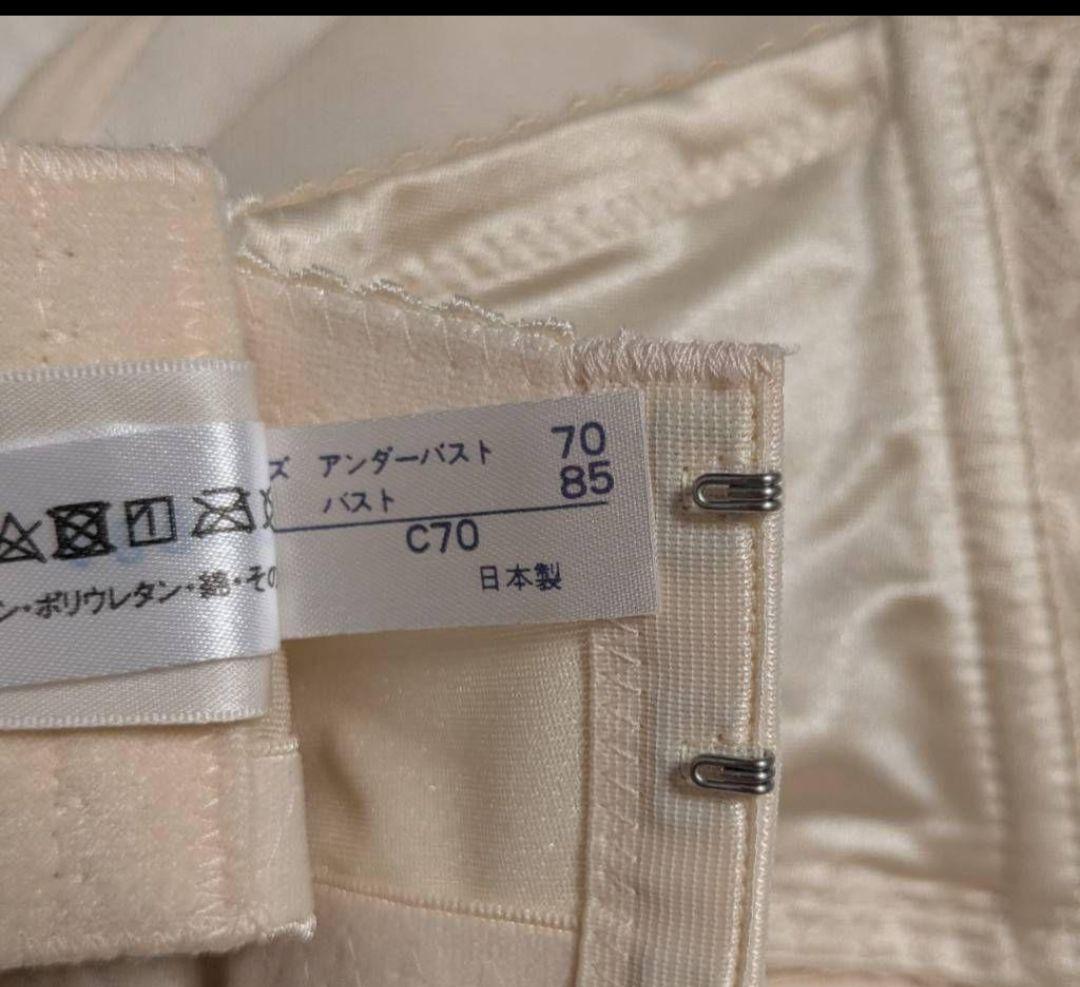 ズ アンダーバスト 70
バスト 85
C70
日本製
ン・ポリウレタン・綿・その